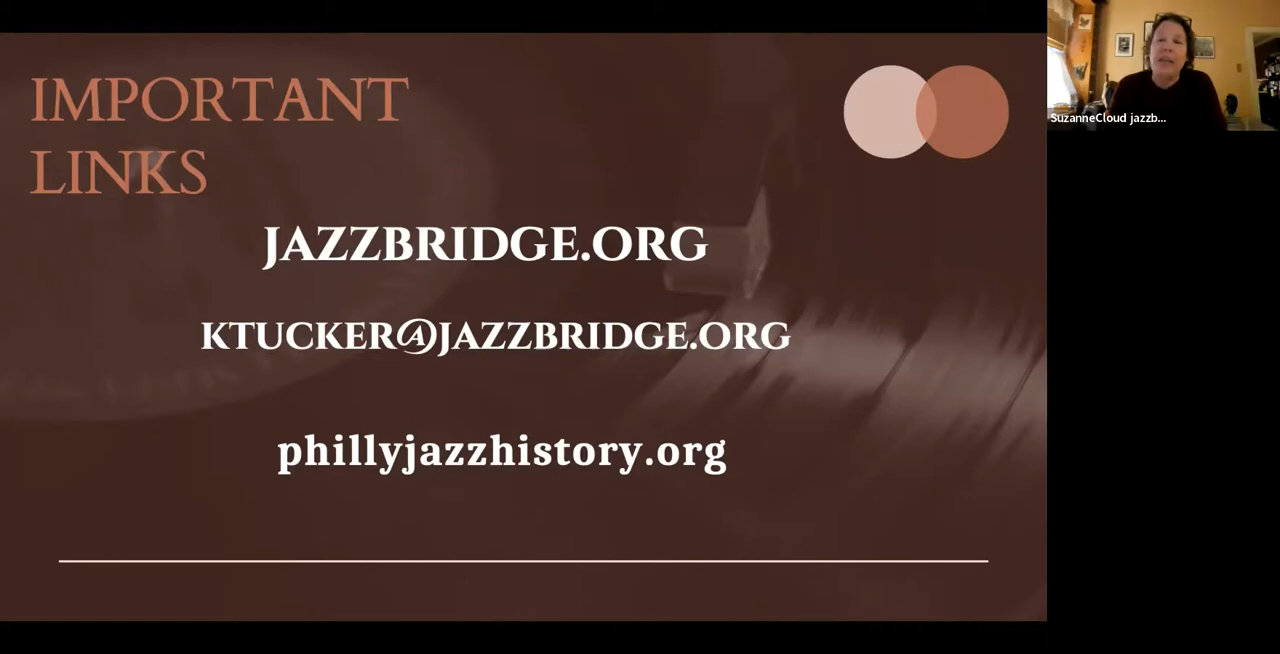 IMPORTANT
LINKS
JAZZBRIDGE.ORG
KTUCKER@JAZZBRIDGE.ORG
phillyjazzhistory.org
SuzanneCloud jazzb...